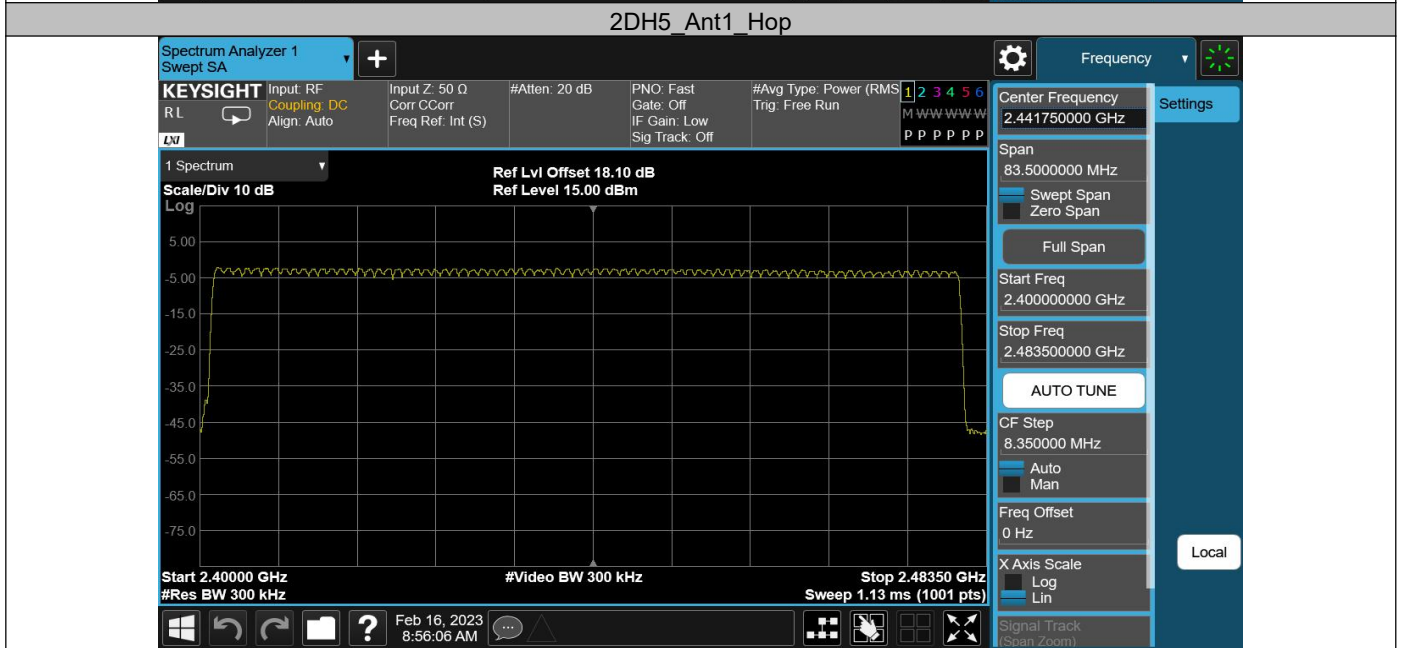 2DH5_Ant1_Hop
Spectrum Analyzer 1
Swept SA
Frequency
KEYSIGHT
RL
LXI
Input: RF
Coupling: DC
Align: Auto
Input Z: 50 Ω
Corr CCorr
Freq Ref: Int (S)
#Atten: 20 dB
PNO: Fast
Gate: Off
IF Gain: Low
Sig Track: Off
#Avg Type: Power (RMS
Trig: Free Run
1 2 3 4 5 6
M W W W W W
P P P P P P
1 Spectrum
Scale/Div 10 dB
Ref Lvl Offset 18.10 dB
Ref Level 15.00 dBm
Log
5.00
-5.00
-15.0
-25.0
-35.0
-45.0
-55.0
-65.0
-75.0
Start 2.40000 GHz
#Video BW 300 kHz
Stop 2.48350 GHz
#Res BW 300 kHz
Sweep 1.13 ms (1001 pts)
Center Frequency
2.441750000 GHz
Settings
Span
83.5000000 MHz
Swept Span
Zero Span
Full Span
Start Freq
2.400000000 GHz
Stop Freq
2.483500000 GHz
AUTO TUNE
CF Step
8.350000 MHz
Auto
Man
Freq Offset
0 Hz
X Axis Scale
Log
Lin
Local
Signal Track
(Span Zoom)
?
Feb 16, 2023
8:56:06 AM